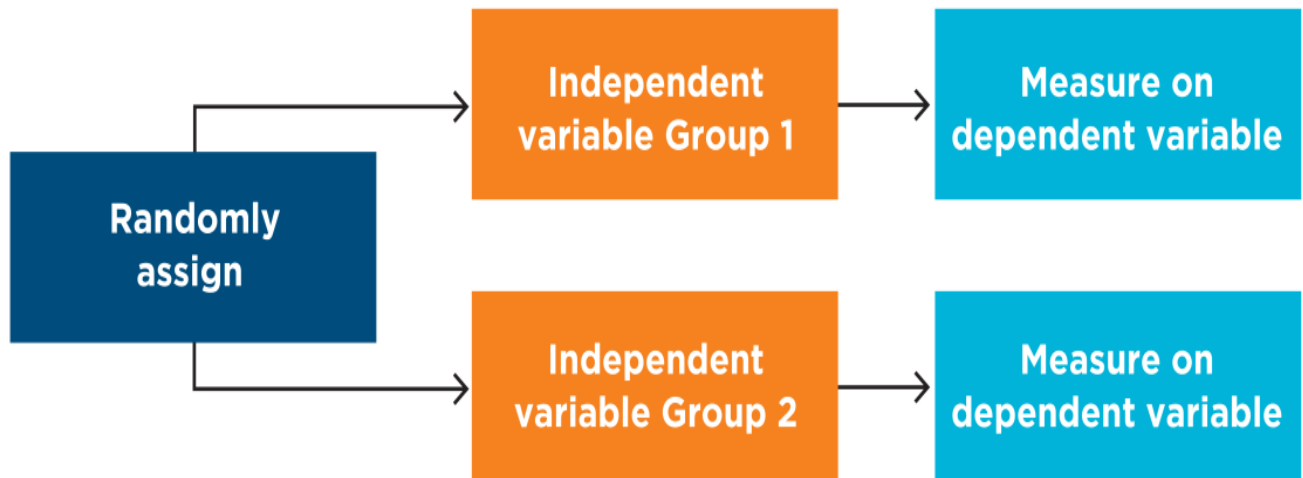 Randomly
assign
Independent
variable Group 1
Measure on
dependent variable
Independent
variable Group 2
Measure on
dependent variable